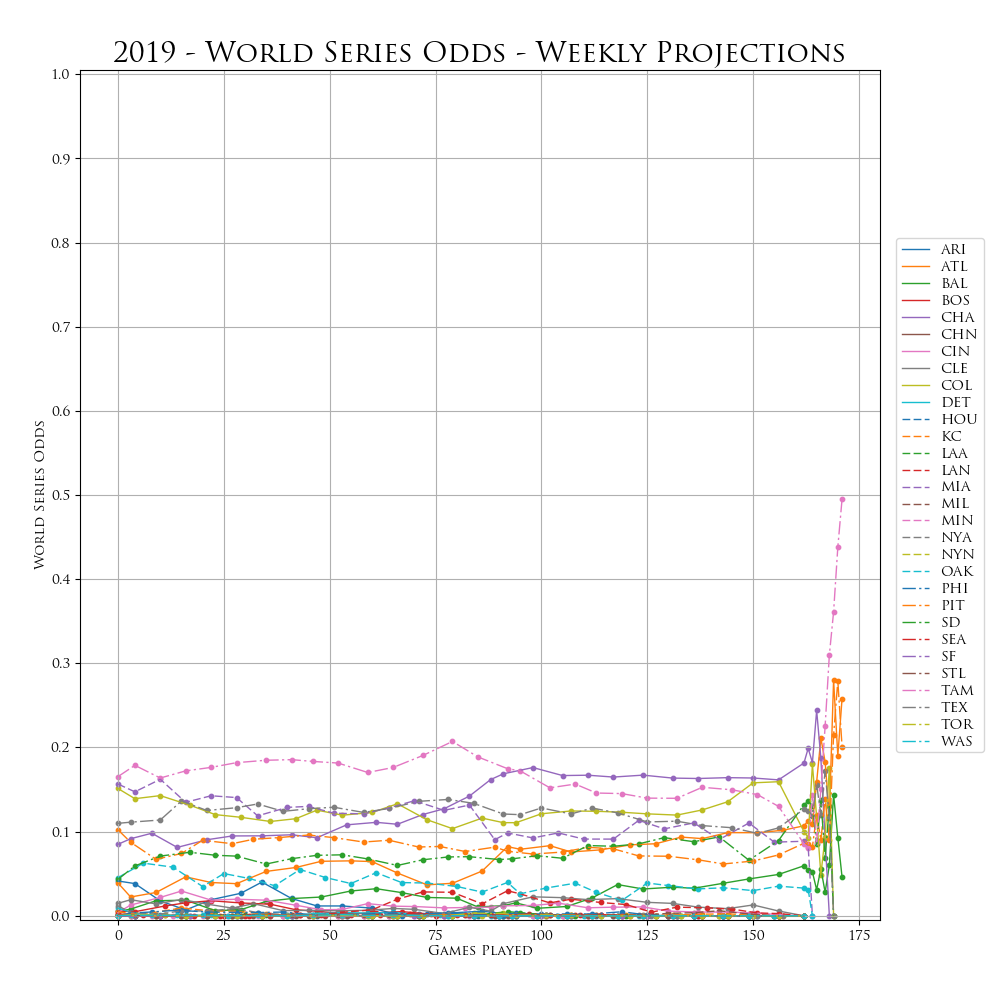 2019 - World Series Odds - Weekly Projections
1.0
0.9
0.8
0.7
0.6
0.5
0.4
0.3
0.2
0.1
0.0
World Series Odds
0
25
50
75
100
125
150
175
Games Played
ARI
ATL
BAL
BOS
CHA
CHN
CIN
CLE
COL
DET
HOU
KC
LAA
LAN
MIA
MIL
MIN
NYA
NYN
OAK
PHI
PIT
SD
SEA
SF
STL
TAM
TEX
TOR
WAS